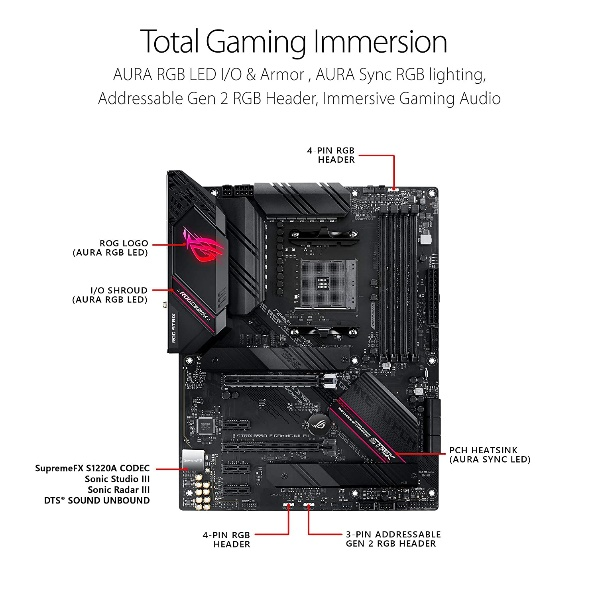 Total Gaming Immersion
AURA RGB LED I/O & Armor , AURA Sync RGB lighting,
Addressable Gen 2 RGB Header, Immersive Gaming Audio
4 PIN RGB
HEADER
ROG LOGO
(AURA RGB LED)
I/O SHROUD
(AURA RGB LED)
ROG STRIX
STRIX
PCH HEATSINK
(AURA SYNC LED)
SupremeFX S1220A CODEC
Sonic Studio III
Sonic Radar III
DTS® SOUND UNBOUND
4-PIN RGB
HEADER
3-PIN ADDRESSABLE
GEN 2 RGB HEADER